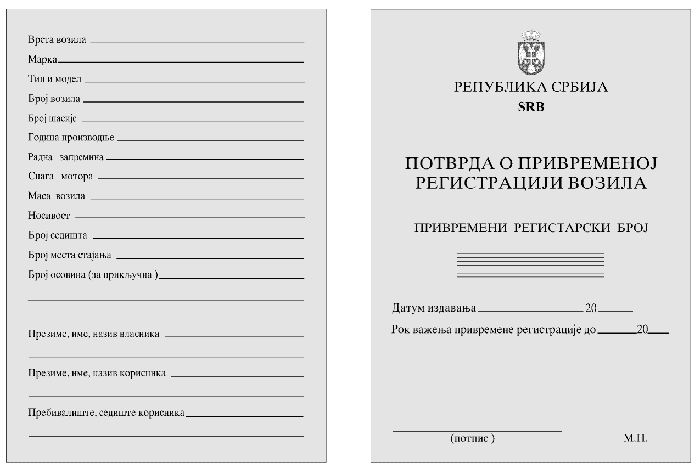 Врста возила
Марка
Тип и модел
Број возила
Број шасије
Година производње
Радна запремина
Снага мотора
Маса возила
Носивост
Број седишта
Број места стајања
Број осовина (за прикључна )
Презиме, име, назив власника
Презиме, име, назив корисника
Пребивалиште, седиште корисника
РЕПУБЛИКА СРБИЈА
SRB
ПОТВРДА О ПРИВРЕМЕНОЈ
РЕГИСТРАЦИЈИ ВОЗИЛА
ПРИВРЕМЕНИ РЕГИСТАРСКИ БРОЈ
Датум издавања 20
Рок важења привремене регистрације до 20
(потпис )
М.П.